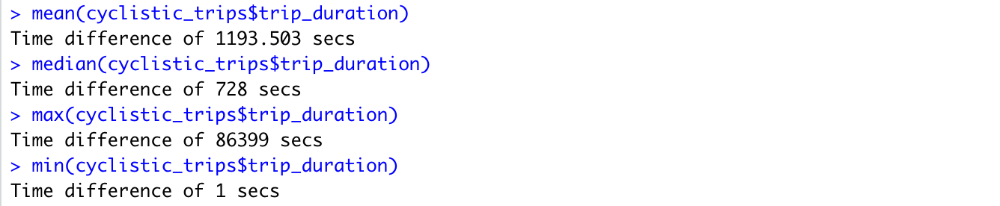 > mean(cyclistic_trips$trip_duration)
Time difference of 1193.503 secs
> median(cyclistic_trips$trip_duration)
Time difference of 728 secs
> max(cyclistic_trips$trip_duration)
Time difference of 86399 secs
> min(cyclistic_trips$trip_duration)
Time difference of 1 secs